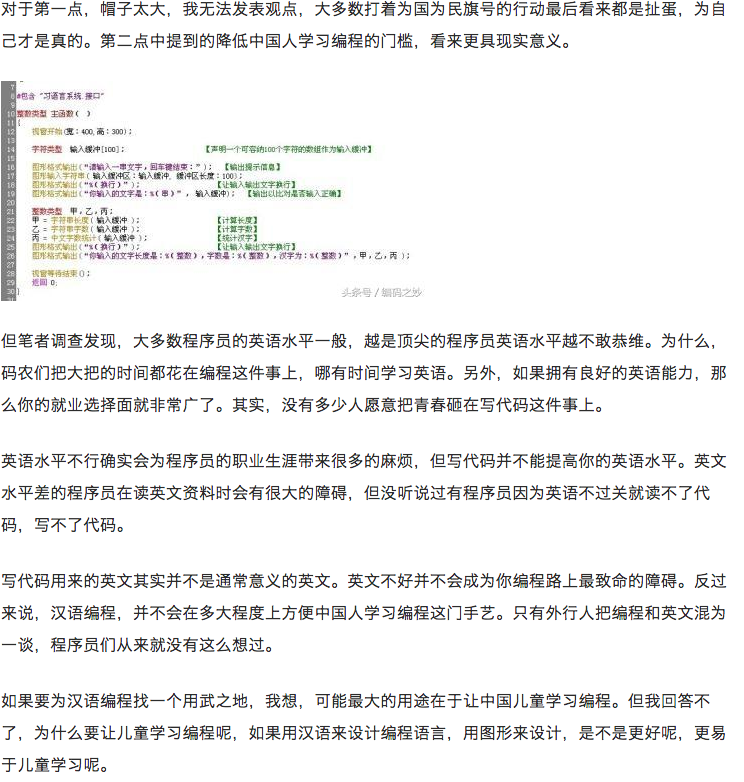 对于第一点，帽子太大，我无法发表观点，大多数打着为国为民旗号的行动最后看来都是扯蛋，为自
己才是真的。第二点中提到的降低中国人学习编程的门槛，看来更具现实意义。
7
8 #包含 "习语言系统.接口"
9
10 整数类型 主函数( )
11 {
12 视窗开始(宽：400,高：300);
13
14 字符类型 输入缓冲[100]; 【声明一个可容纳100个字符的数组作为输入缓冲】
15
16 图形格式输出("请输入一串文字，回车键结束："); 【输出提示信息】
17 图形输入字符串( 输入缓冲区：输入缓冲, 缓冲区长度：100);
18 图形格式输出("%(换行)"); 【让输入输出文字换行】
19 图形格式输出("你输入的文字是：%(串)" , 输入缓冲); 【输出以比对是否输入正确】
20
21 整数类型 甲,乙,丙;
22 甲 = 字符串长度( 输入缓冲 ); 【计算长度】
23 乙 = 字符串字数( 输入缓冲 ); 【计算字数】
24 丙 = 中文字数统计( 输入缓冲 ); 【统计汉字】
25 图形格式输出("%(换行)"); 【让输入输出文字换行】
26 图形格式输出("你输入的文字长度是：%(整数)，字数是：%(整数)，汉字为：%(整数)" ,甲,乙,丙 );
27
28 视窗等待结束();
29 返回 0;
30 }
31
头条号 / 编码之妙
但笔者调查发现，大多数程序员的英语水平一般，越是顶尖的程序员英语水平越不敢恭维。为什么，
码农们把大把的时间都花在编程这件事上，哪有时间学习英语。另外，如果拥有良好的英语能力，那
么你的就业选择面就非常广了。其实，没有多少人愿意把青春砸在写代码这件事上。
英语水平不行确实会为程序员的职业生涯带来很多的麻烦，但写代码并不能提高你的英语水平。英文
水平差的程序员在读英文资料时会有很大的障碍，但没听说过有程序员因为英语不过关就读不了代
码，写不了代码。
写代码用来的英文其实并不是通常意义的英文。英文不好并不会成为你编程路上最致命的障碍。反过
来说，汉语编程，并不会在多大程度上方便中国人学习编程这门手艺。只有外行人把编程和英文混为
一谈，程序员们从来就没有这么想过。
如果要为汉语编程找一个用武之地，我想，可能最大的用途在于让中国儿童学习编程。但我回答不
了，为什么要让儿童学习编程呢，如果用汉语来设计编程语言，用图形来设计，是不是更好呢，更易
于儿童学习呢。